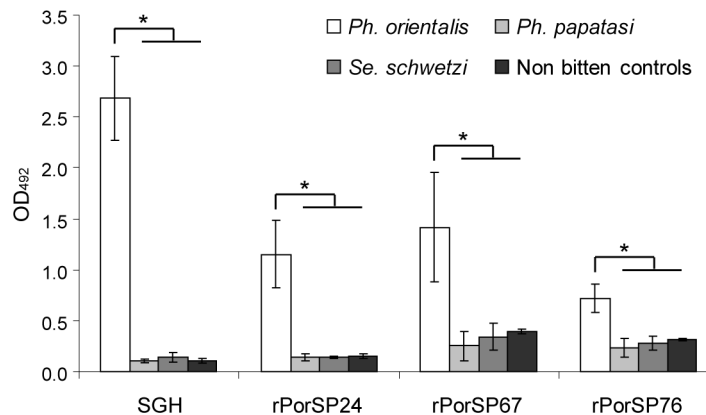 3.5
3.0
2.5
2.0
1.5
1.0
0.5
0.0
OD492
Ph. orientalis
Ph. papatasi
Se. schwetzi
Non bitten controls
*
*
*
*
SGH
rPorSP24
rPorSP67
rPorSP76